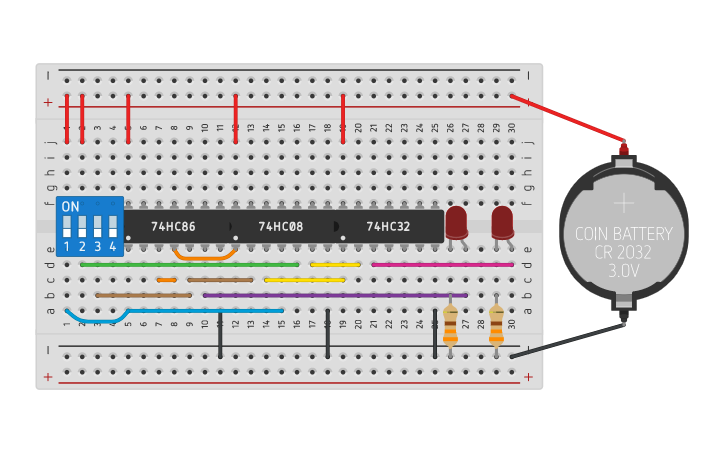 − −
+ +
1 2 3 4 5 6 7 8 9 10 11 12 13 14 15 16 17 18 19 20 21 22 23 24 25 26 27 28 29 30
j j
i i
h h
g g
f f
ON
1 2 3 4
74HC86
74HC08
74HC32
COIN BATTERY
CR 2032
3.0V
e e
d d
c c
b b
a a
1 2 3 4 5 6 7 8 9 10 11 12 13 14 15 16 17 18 19 20 21 22 23 24 25 27 28 30
− −
+ +